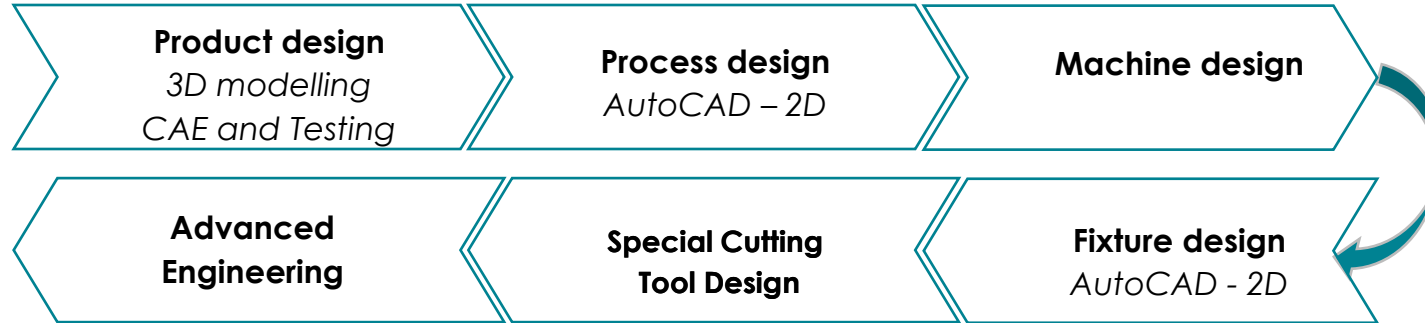 Product design
3D modelling
CAE and Testing
Process design
AutoCAD – 2D
Machine design
Fixture design
AutoCAD - 2D
Special Cutting
Tool Design
Advanced
Engineering